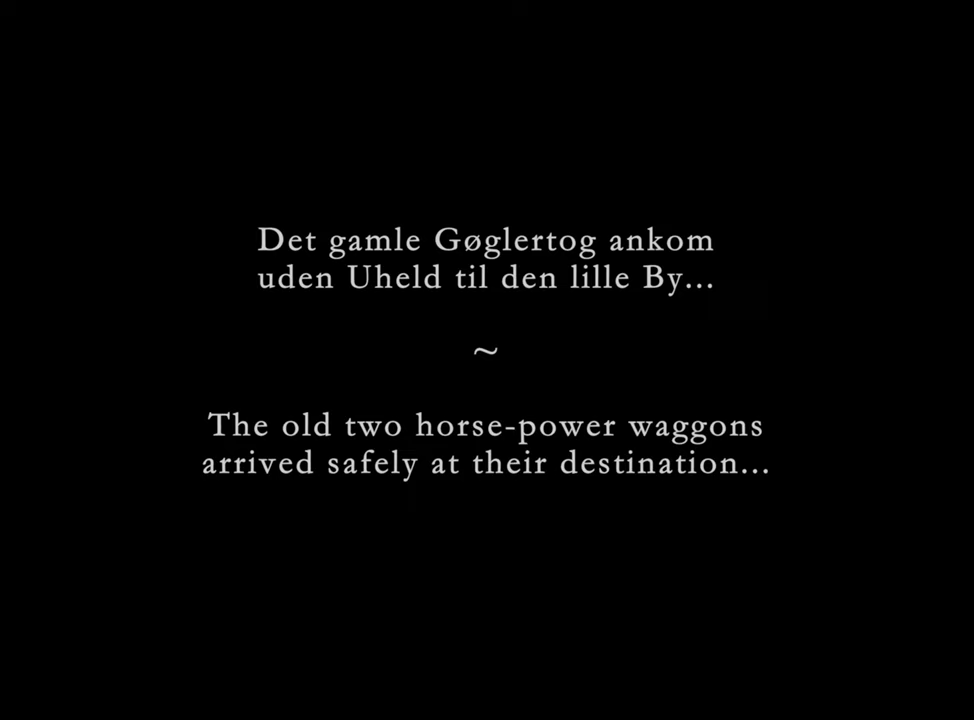 Det gamle Gøglertog ankom
uden Uheld til den lille By...
~
The old two horse-power waggons
arrived safely at their destination...